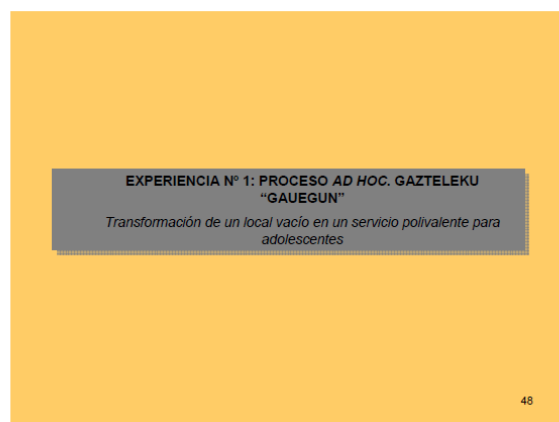 EXPERIENCIA Nº 1: PROCESO AD HOC. GAZTELEKU
“GAUEGUN”
Transformación de un local vacío en un servicio polivalente para
adolescentes
48